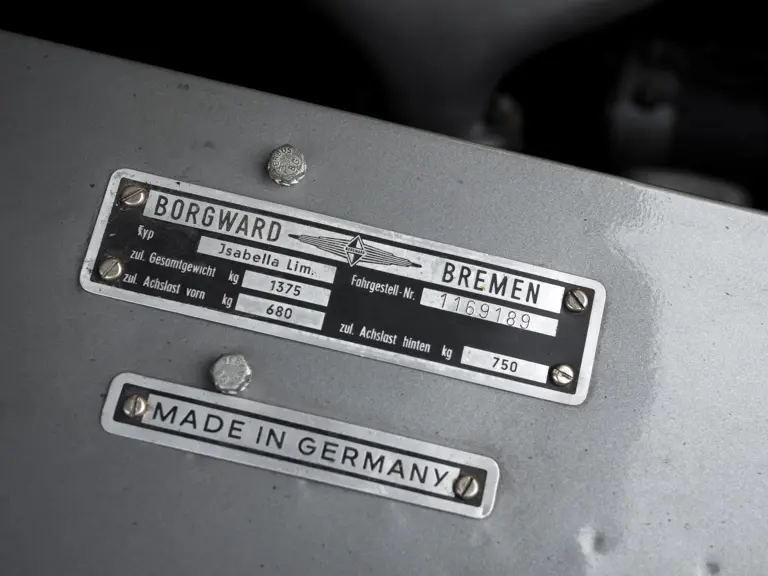 BORGWARD BREMEN
Typ Jsabella Lim. Fahrgestell-Nr. 1169189
zul. Gesamtgewicht kg 1375
zul. Achslast vorn kg 680 zul. Achslast hinten kg 750
MADE IN GERMANY